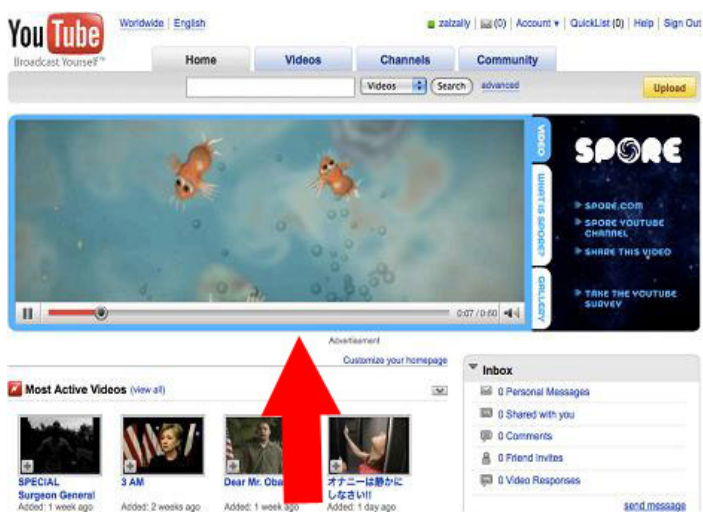 You Tube
Broadcast Yourself™
Worldwide | English
zalzally | (0) | Account ▾ | QuickList (0) | Help | Sign Out
Home Videos Channels Community
Videos Search advanced Upload
VIDEO
WHAT IS SPORE?
GALLERY
SPORE
SPORE.COM
SPORE YOUTUBE
CHANNEL
SHARE THIS VIDEO
TAKE THE YOUTUBE
SURVEY
0:07 / 0:60
Advertisement
Customize your homepage
Most Active Videos (view all)
SPECIAL
Surgeon General
Added: 1 week ago
3 AM
Added: 2 weeks ago
Dear Mr. Oba
Added: 1 week ago
オナニーは静かに
しなさい!!
Added: 1 day ago
Inbox
0 Personal Messages
0 Shared with you
0 Comments
0 Friend Invites
0 Video Responses
send message